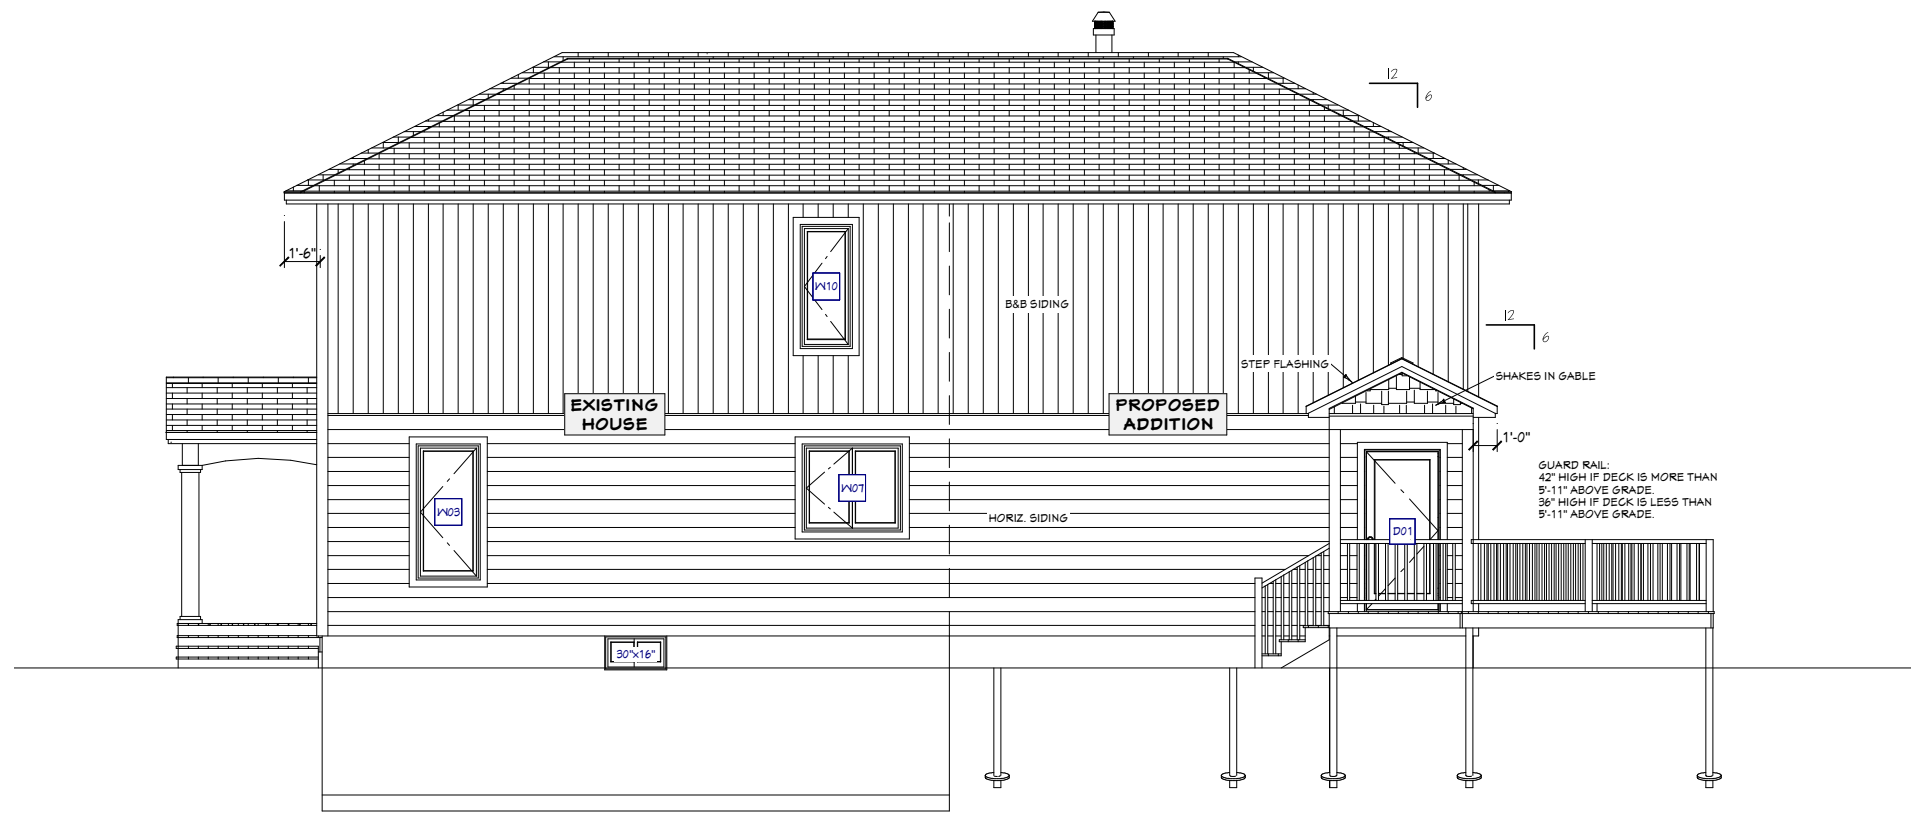 12
6
1'-6"
W10
B&B SIDING
12
6
STEP FLASHING
SHAKES IN GABLE
EXISTING
HOUSE
PROPOSED
ADDITION
1'-0"
GUARD RAIL:
42" HIGH IF DECK IS MORE THAN
5'-11" ABOVE GRADE.
36" HIGH IF DECK IS LESS THAN
5'-11" ABOVE GRADE.
W03
W07
HORIZ. SIDING
D01
30"x16"